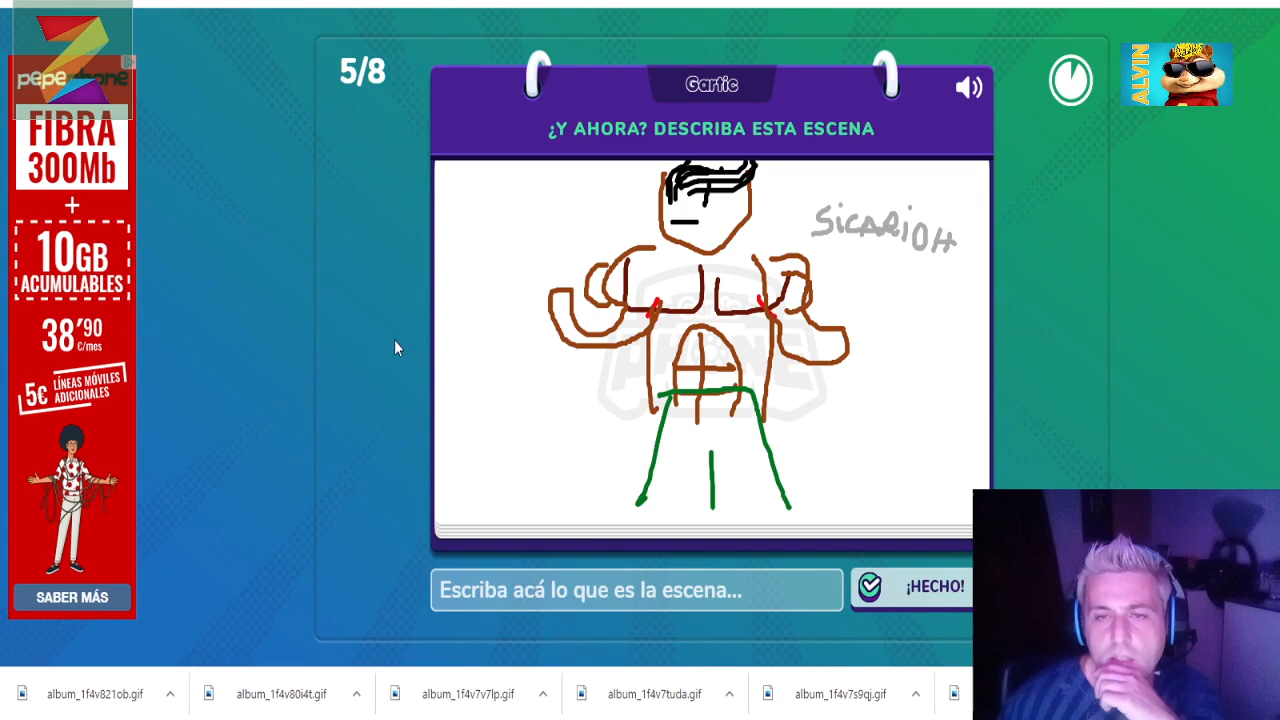 pepephone
FIBRA
300Mb
+
10GB
ACUMULABLES
38'90
€/mes
5€ LÍNEAS MÓVILES
ADICIONALES
SABER MÁS
5/8
Gartic
¿Y AHORA? DESCRIBA ESTA ESCENA
SiCARiOH
PHONE
Escriba acá lo que es la escena...
¡HECHO!
ALVIN
album_1f4v821ob.gif
album_1f4v80i4t.gif
album_1f4v7v7lp.gif
album_1f4v7tuda.gif
album_1f4v7s9qj.gif